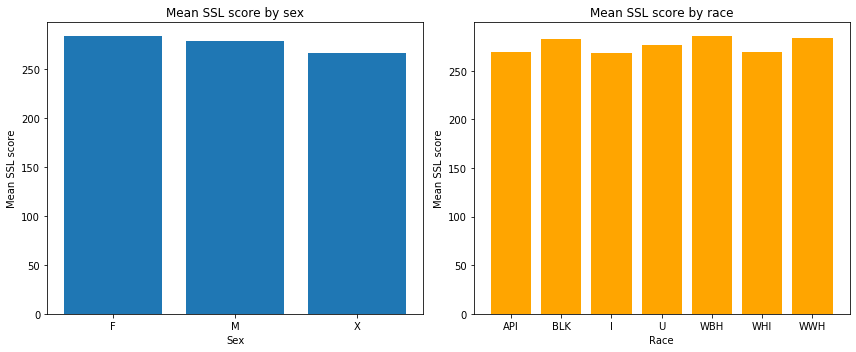 Mean SSL score by sex
Mean SSL score
250
200
150
100
50
0
F M X
Sex
Mean SSL score by race
Mean SSL score
250
200
150
100
50
0
API BLK I U WBH WHI WWH
Race